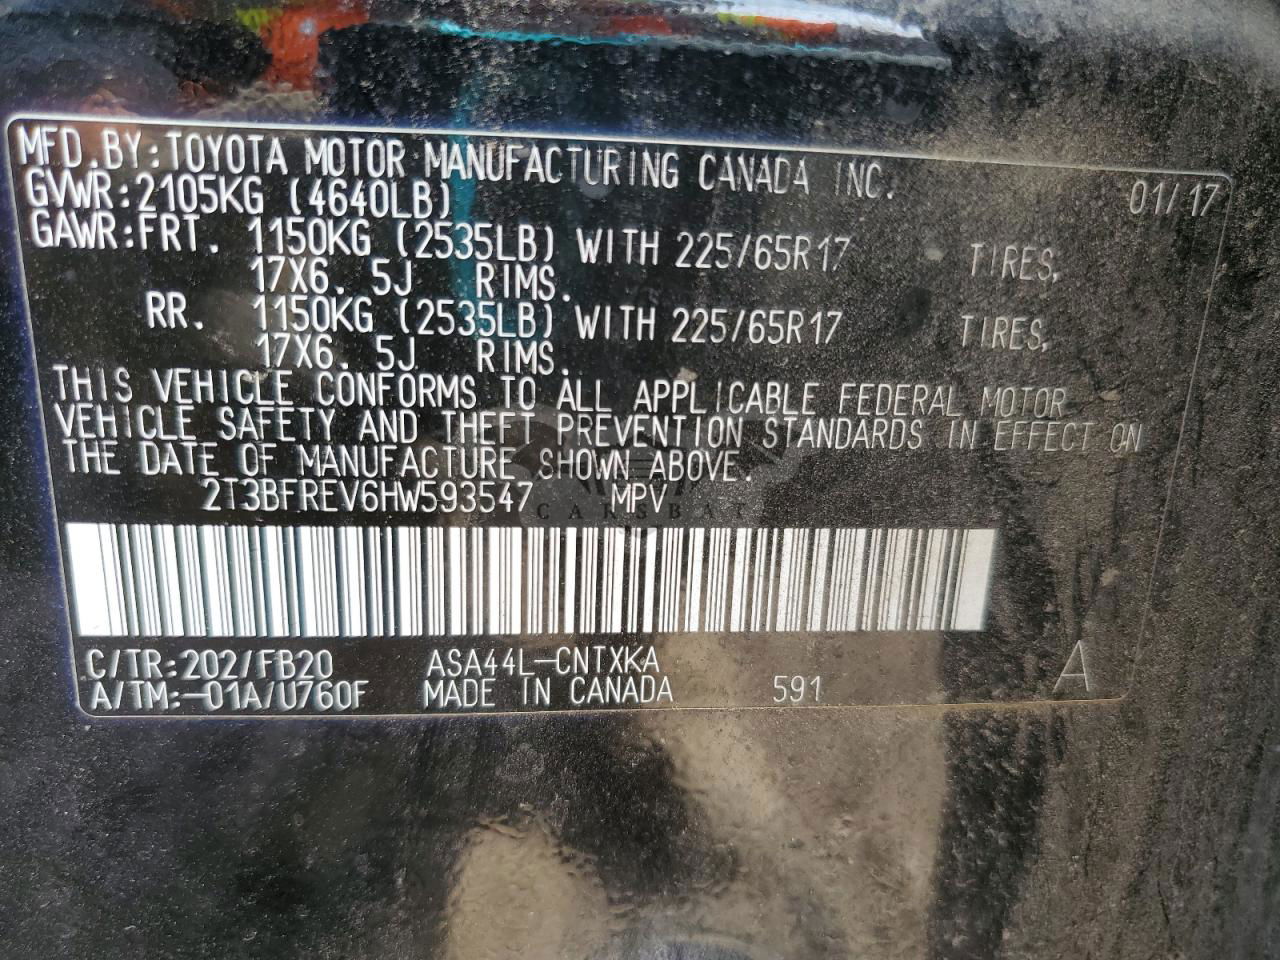 MFD.BY:TOYOTA MOTOR MANUFACTURING CANADA INC. 01/17
GVWR:2105KG (4640LB)
GAWR:FRT. 1150KG (2535LB) WITH 225/65R17 TIRES,
17X6. 5J RIMS.
RR. 1150KG (2535LB) WITH 225/65R17 TIRES,
17X6. 5J RIMS.
THIS VEHICLE CONFORMS TO ALL APPLICABLE FEDERAL MOTOR
VEHICLE SAFETY AND THEFT PREVENTION STANDARDS IN EFFECT ON
THE DATE OF MANUFACTURE SHOWN ABOVE.
2T3BFREV6HW593547 MPV
CARSBAT
C/TR:202/FB20 ASA44L-CNTXKA A
A/TM:-01A/U760F MADE IN CANADA 591